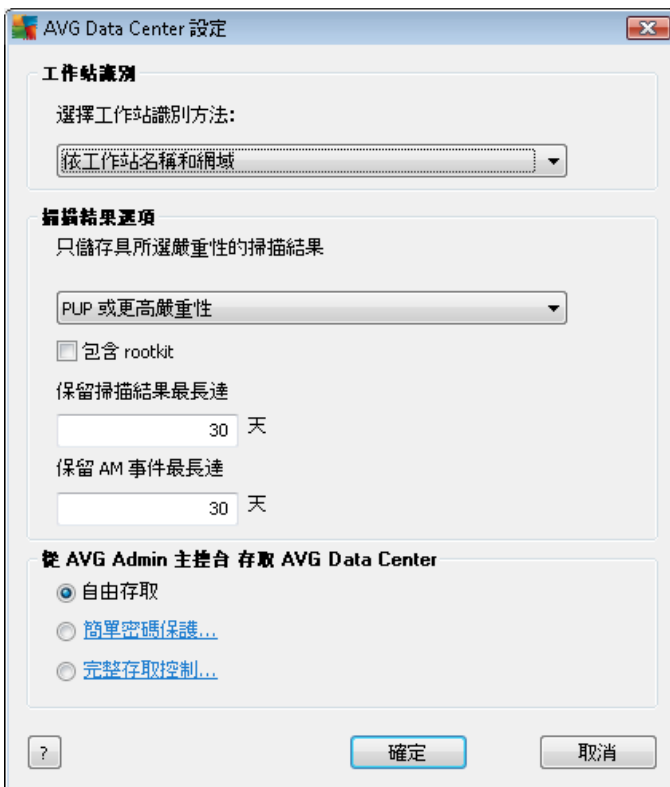 AVG Data Center 設定
工作站識別
選擇工作站識別方法:
依工作站名稱和網域
掃描結果選項
只儲存具所選嚴重性的掃描結果
PUP 或更高嚴重性
包含 rootkit
保留掃描結果最長達
30 天
保留 AM 事件最長達
30 天
從 AVG Admin 主控台 存取 AVG Data Center
自由存取
簡單密碼保護...
完整存取控制...
? 確定 取消